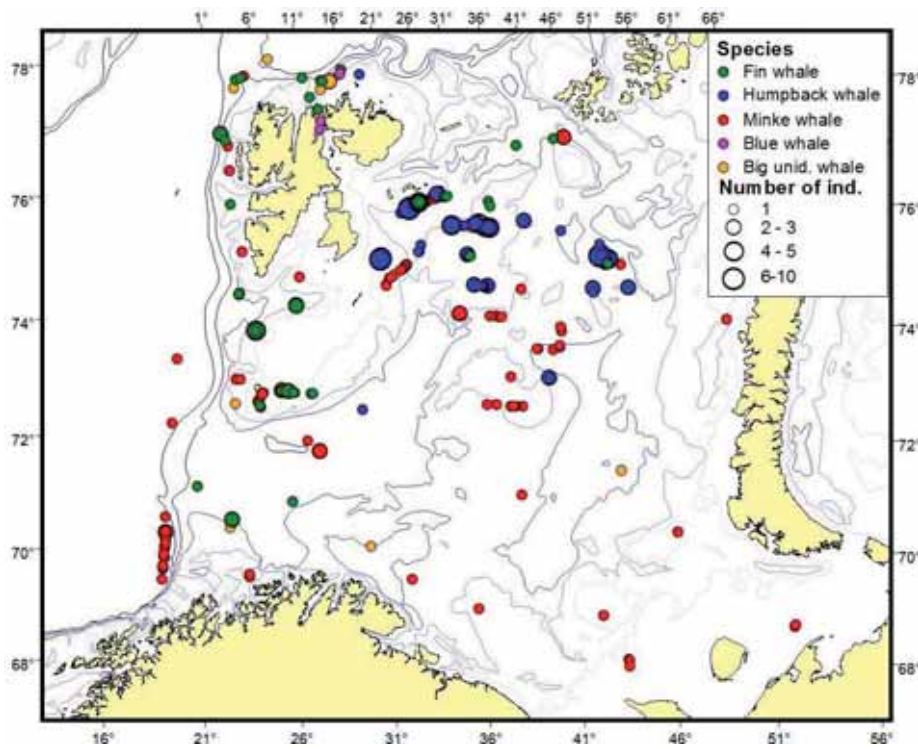 1° 6° 11° 16° 21° 26° 31° 36° 41° 46° 51° 56° 66°
Species
Fin whale
Humpback whale
Minke whale
Blue whale
Big unid. whale
Number of ind.
1
2 - 3
4 - 5
6-10
78° 78°
76° 76°
74° 74°
72° 72°
70° 70°
68° 68°
16° 21° 26° 31° 36° 41° 46° 51° 56°